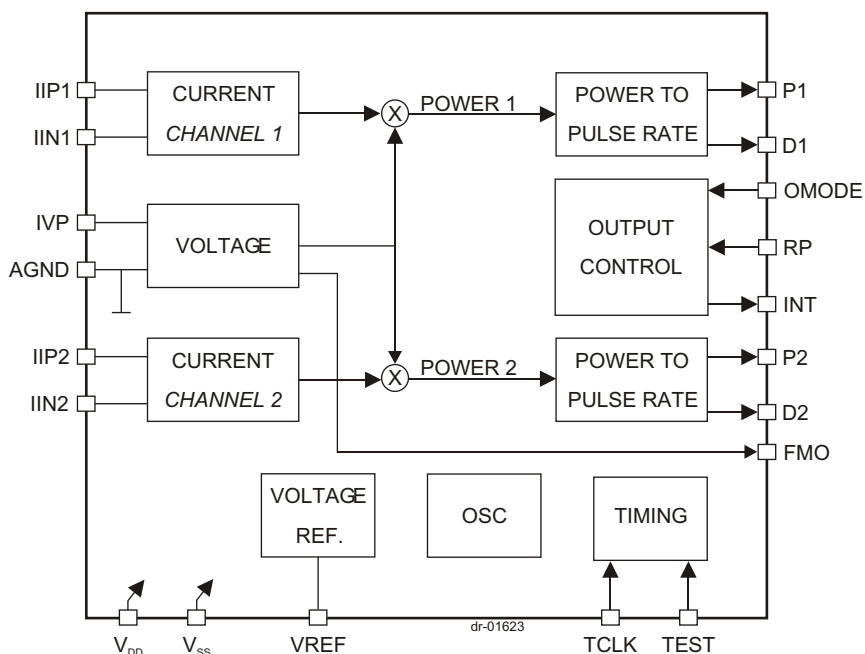 IIP1
CURRENT
CHANNEL 1
IIN1
POWER 1
POWER TO
PULSE RATE
P1
D1
IVP
AGND
VOLTAGE
OUTPUT
CONTROL
OMODE
RP
INT
IIP2
CURRENT
CHANNEL 2
IIN2
POWER 2
POWER TO
PULSE RATE
P2
D2
FMO
VOLTAGE
REF.
OSC
TIMING
X
X
VDD
VSS
VREF
dr-01623
TCLK
TEST